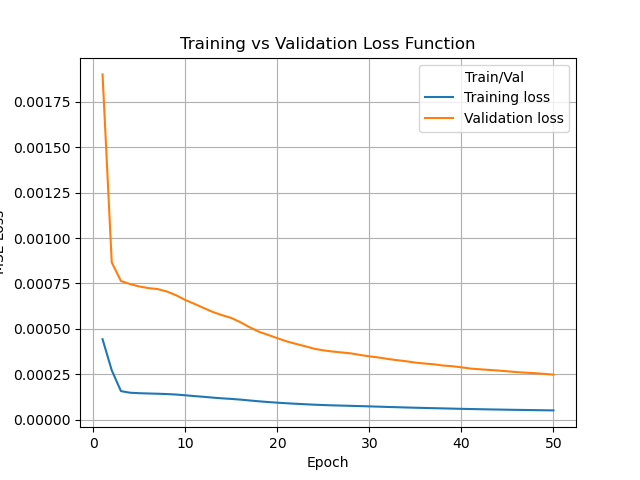 Training vs Validation Loss Function
Train/Val
Training loss
Validation loss
0.00175
0.00150
0.00125
0.00100
0.00075
0.00050
0.00025
0.00000
0 10 20 30 40 50
Epoch